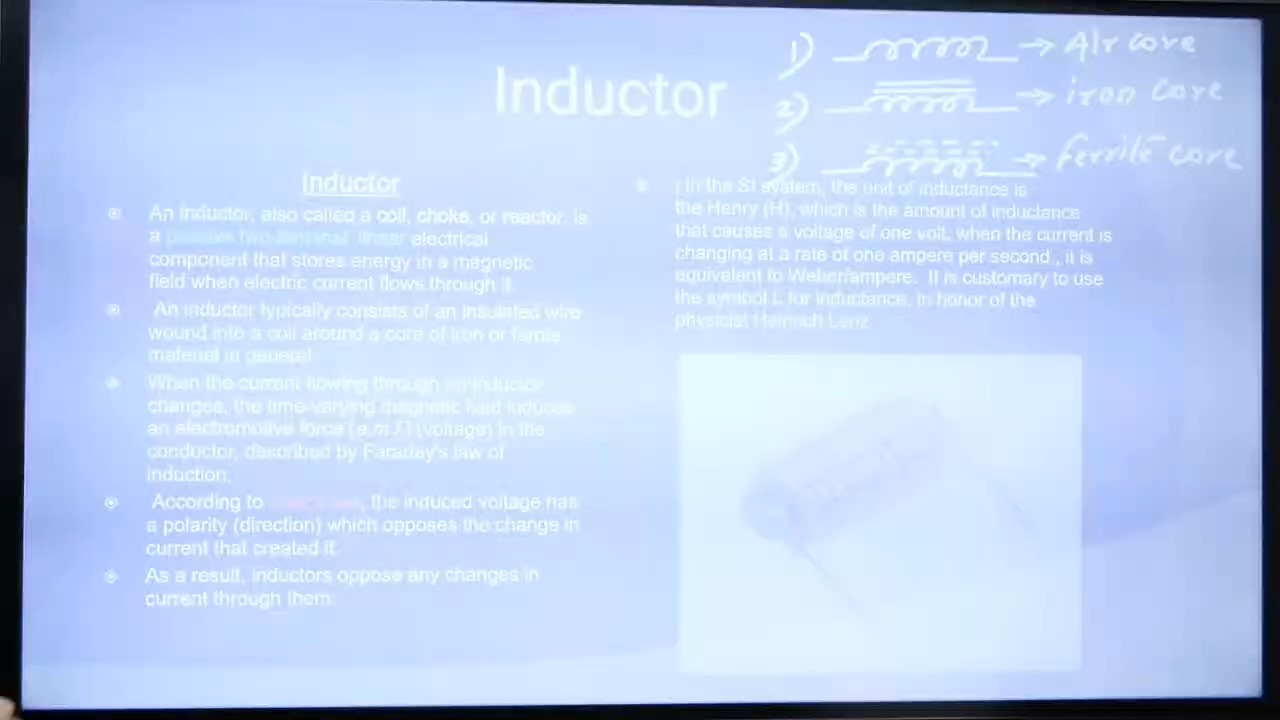 Inductor
1) → Air core
2) → iron core
3) → ferrite core
Inductor
An inductor, also called a coil, choke, or reactor, is
a passive two-terminal linear electrical
component that stores energy in a magnetic
field when electric current flows through it.
An inductor typically consists of an insulated wire
wound into a coil around a core of iron or ferrite
material in general
When the current flowing through an inductor
changes, the time-varying magnetic field induces
an electromotive force (e.m.f) (voltage) in the
conductor, described by Faraday's law of
induction.
According to , the induced voltage has
a polarity (direction) which opposes the change in
current that created it
As a result, inductors oppose any changes in
current through them.
In the SI system, the unit of inductance is
the Henry (H), which is the amount of inductance
that causes a voltage of one volt, when the current is
changing at a rate of one ampere per second , it is
equivalent to Weber/ampere. It is customary to use
the symbol L for inductance, in honor of the
physicist Heinrich Lenz